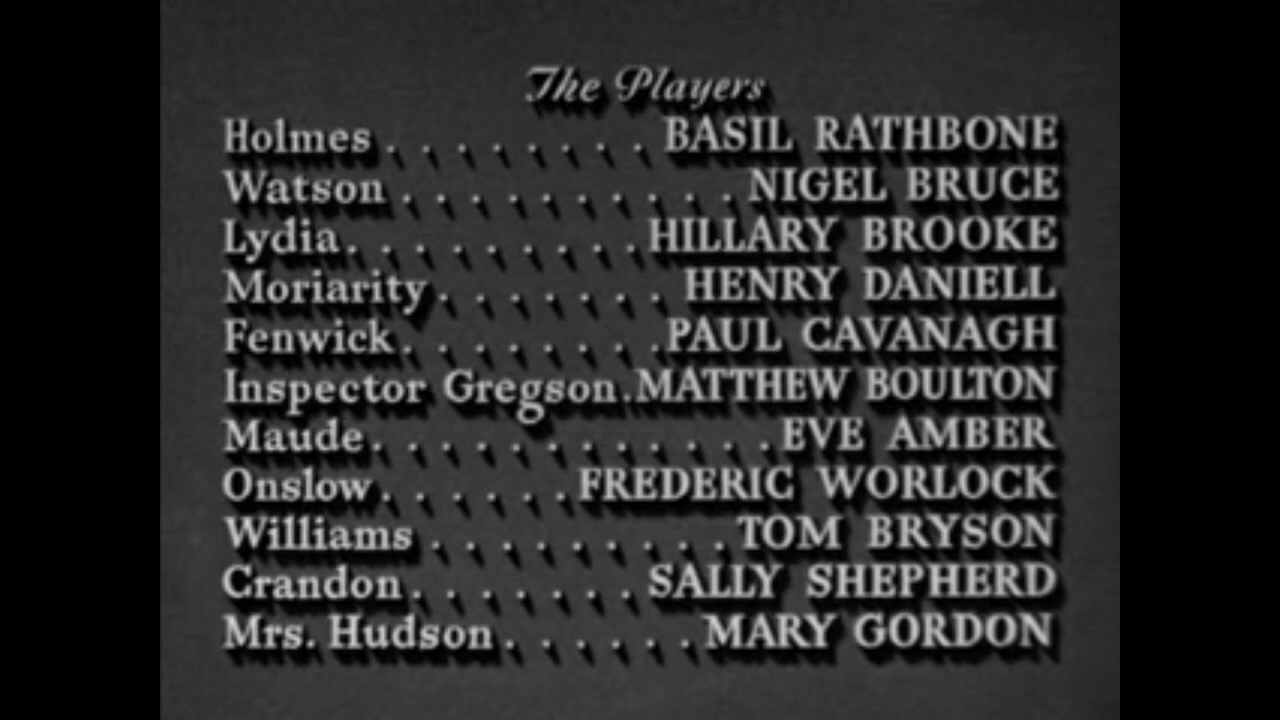 The Players
Holmes . . . . . . . . BASIL RATHBONE
Watson . . . . . . . . . . NIGEL BRUCE
Lydia . . . . . . . . . HILLARY BROOKE
Moriarity . . . . . . . HENRY DANIELL
Fenwick . . . . . . . . PAUL CAVANAGH
Inspector Gregson . MATTHEW BOULTON
Maude . . . . . . . . . . . . EVE AMBER
Onslow . . . . . . FREDERIC WORLOCK
Williams . . . . . . . . . TOM BRYSON
Crandon . . . . . . . SALLY SHEPHERD
Mrs. Hudson . . . . . . MARY GORDON